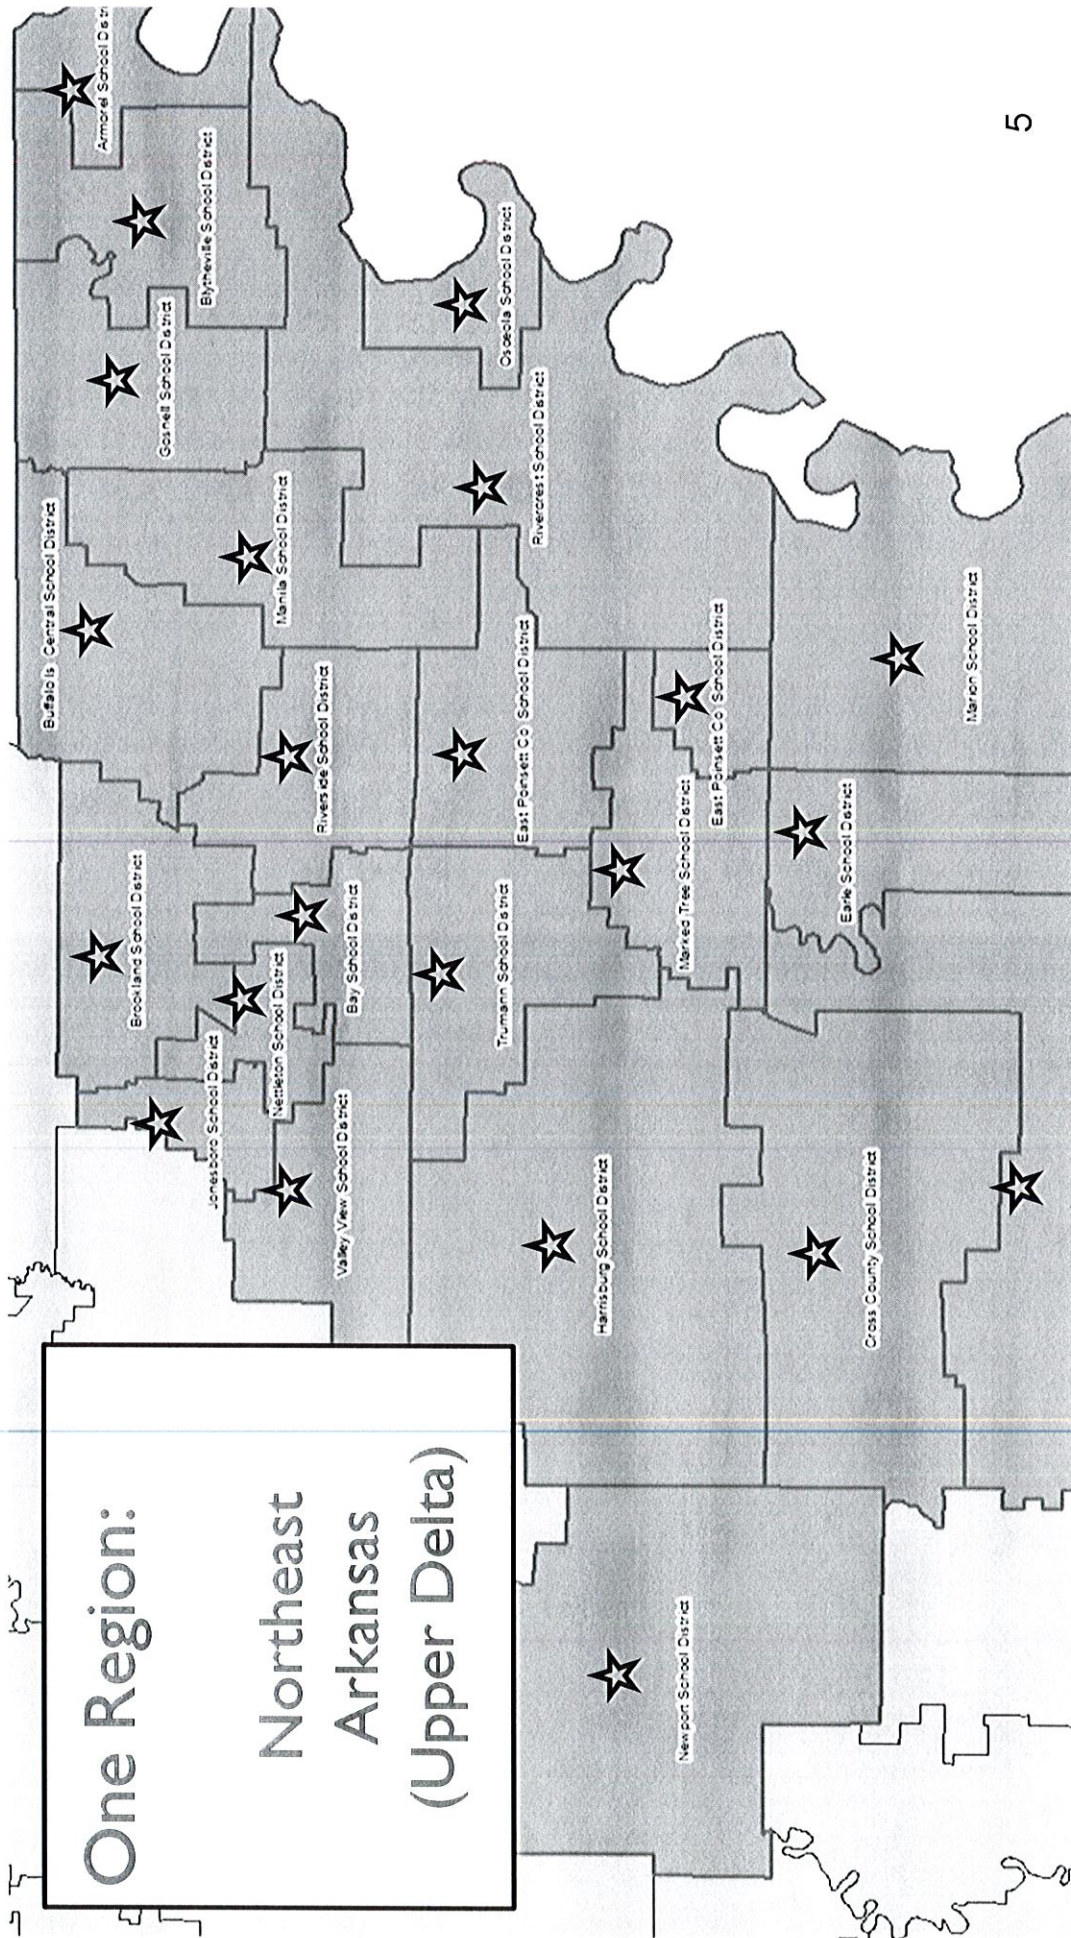 One Region:
Northeast
Arkansas
(Upper Delta)
Armorel School District
Blytheville School District
Gosnell School District
Buffalo Is. Central School District
Manila School District
Osceola School District
Rivercrest School District
Brookland School District
Riverside School District
Jonesboro School District
Nettleton School District
Bay School District
Valley View School District
East Poinsett Co. School District
Trumann School District
Marked Tree School District
East Poinsett Co. School District
Harrisburg School District
Newport School District
Earle School District
Cross County School District
Marion School District
5